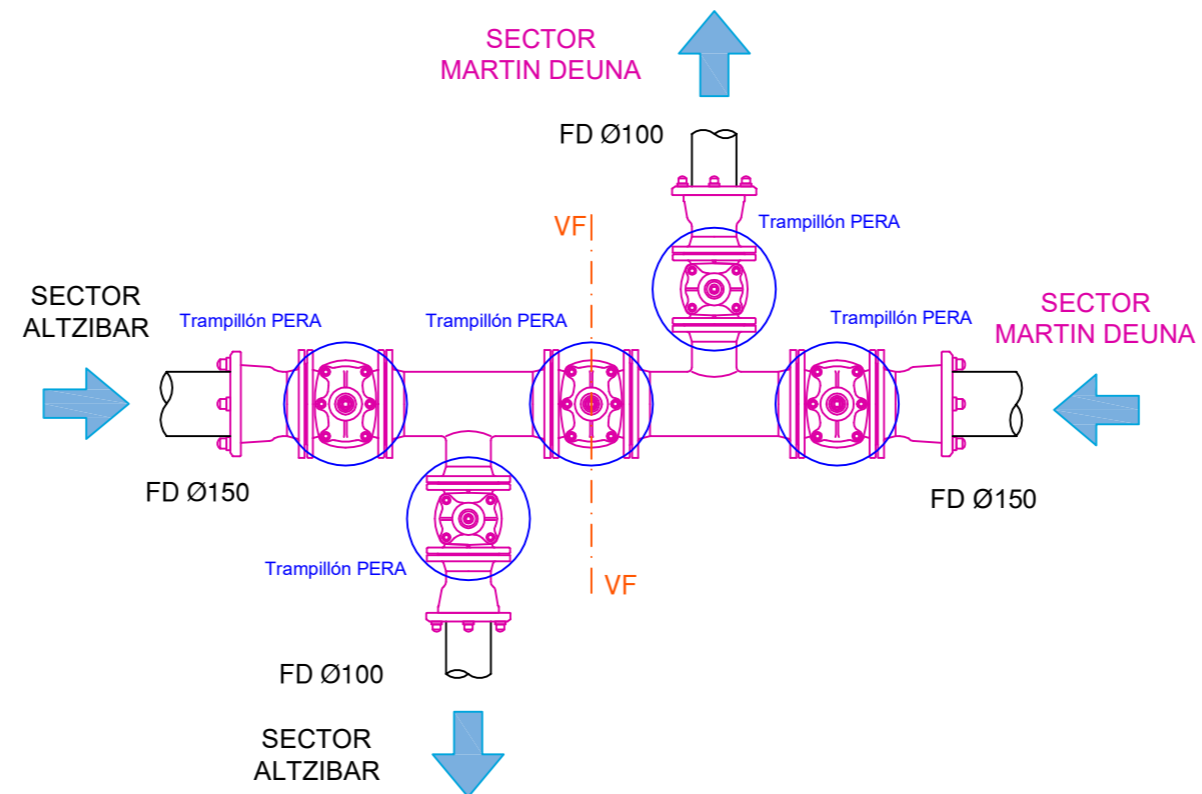 SECTOR
MARTIN DEUNA
FD Ø100
VF
Trampillón PERA
SECTOR
ALTZIBAR
Trampillón PERA
Trampillón PERA
Trampillón PERA
SECTOR
MARTIN DEUNA
FD Ø150
FD Ø150
Trampillón PERA
VF
FD Ø100
SECTOR
ALTZIBAR